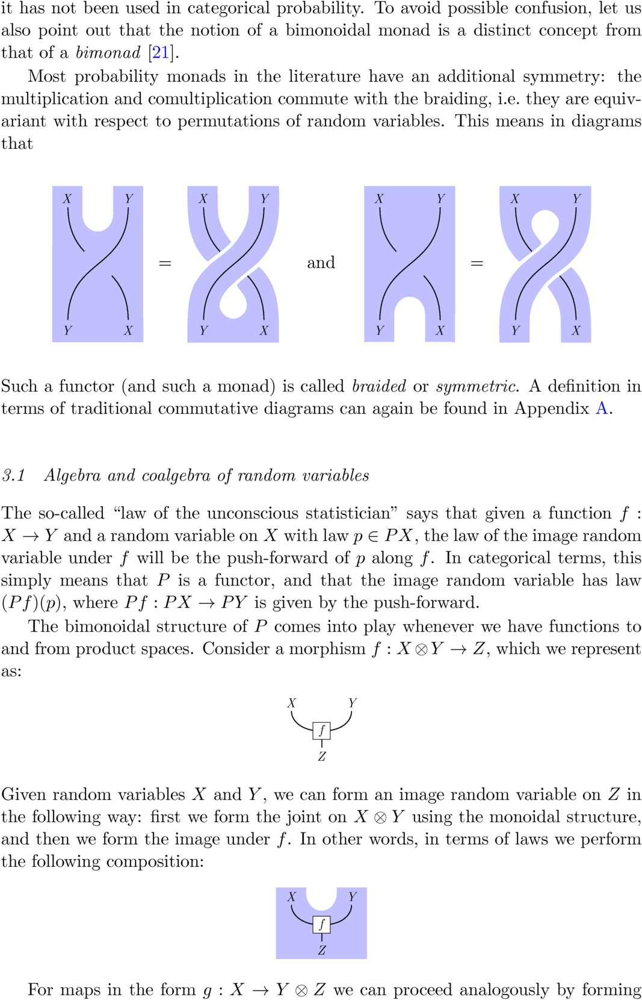 it has not been used in categorical probability. To avoid possible confusion, let us
also point out that the notion of a bimonoidal monad is a distinct concept from
that of a bimonad [21].
Most probability monads in the literature have an additional symmetry: the
multiplication and comultiplication commute with the braiding, i.e. they are equiv-
ariant with respect to permutations of random variables. This means in diagrams
that
X Y X Y X Y X Y
= and =
Y X Y X Y X Y X
Such a functor (and such a monad) is called braided or symmetric. A definition in
terms of traditional commutative diagrams can again be found in Appendix A.
3.1 Algebra and coalgebra of random variables
The so-called “law of the unconscious statistician” says that given a function f :
X → Y and a random variable on X with law p ∈ PX, the law of the image random
variable under f will be the push-forward of p along f. In categorical terms, this
simply means that P is a functor, and that the image random variable has law
(Pf)(p), where Pf : PX → PY is given by the push-forward.
The bimonoidal structure of P comes into play whenever we have functions to
and from product spaces. Consider a morphism f : X ⊗ Y → Z, which we represent
as:
X Y
f
Z
Given random variables X and Y, we can form an image random variable on Z in
the following way: first we form the joint on X ⊗ Y using the monoidal structure,
and then we form the image under f. In other words, in terms of laws we perform
the following composition:
X Y
f
Z
For maps in the form g : X → Y ⊗ Z we can proceed analogously by forming